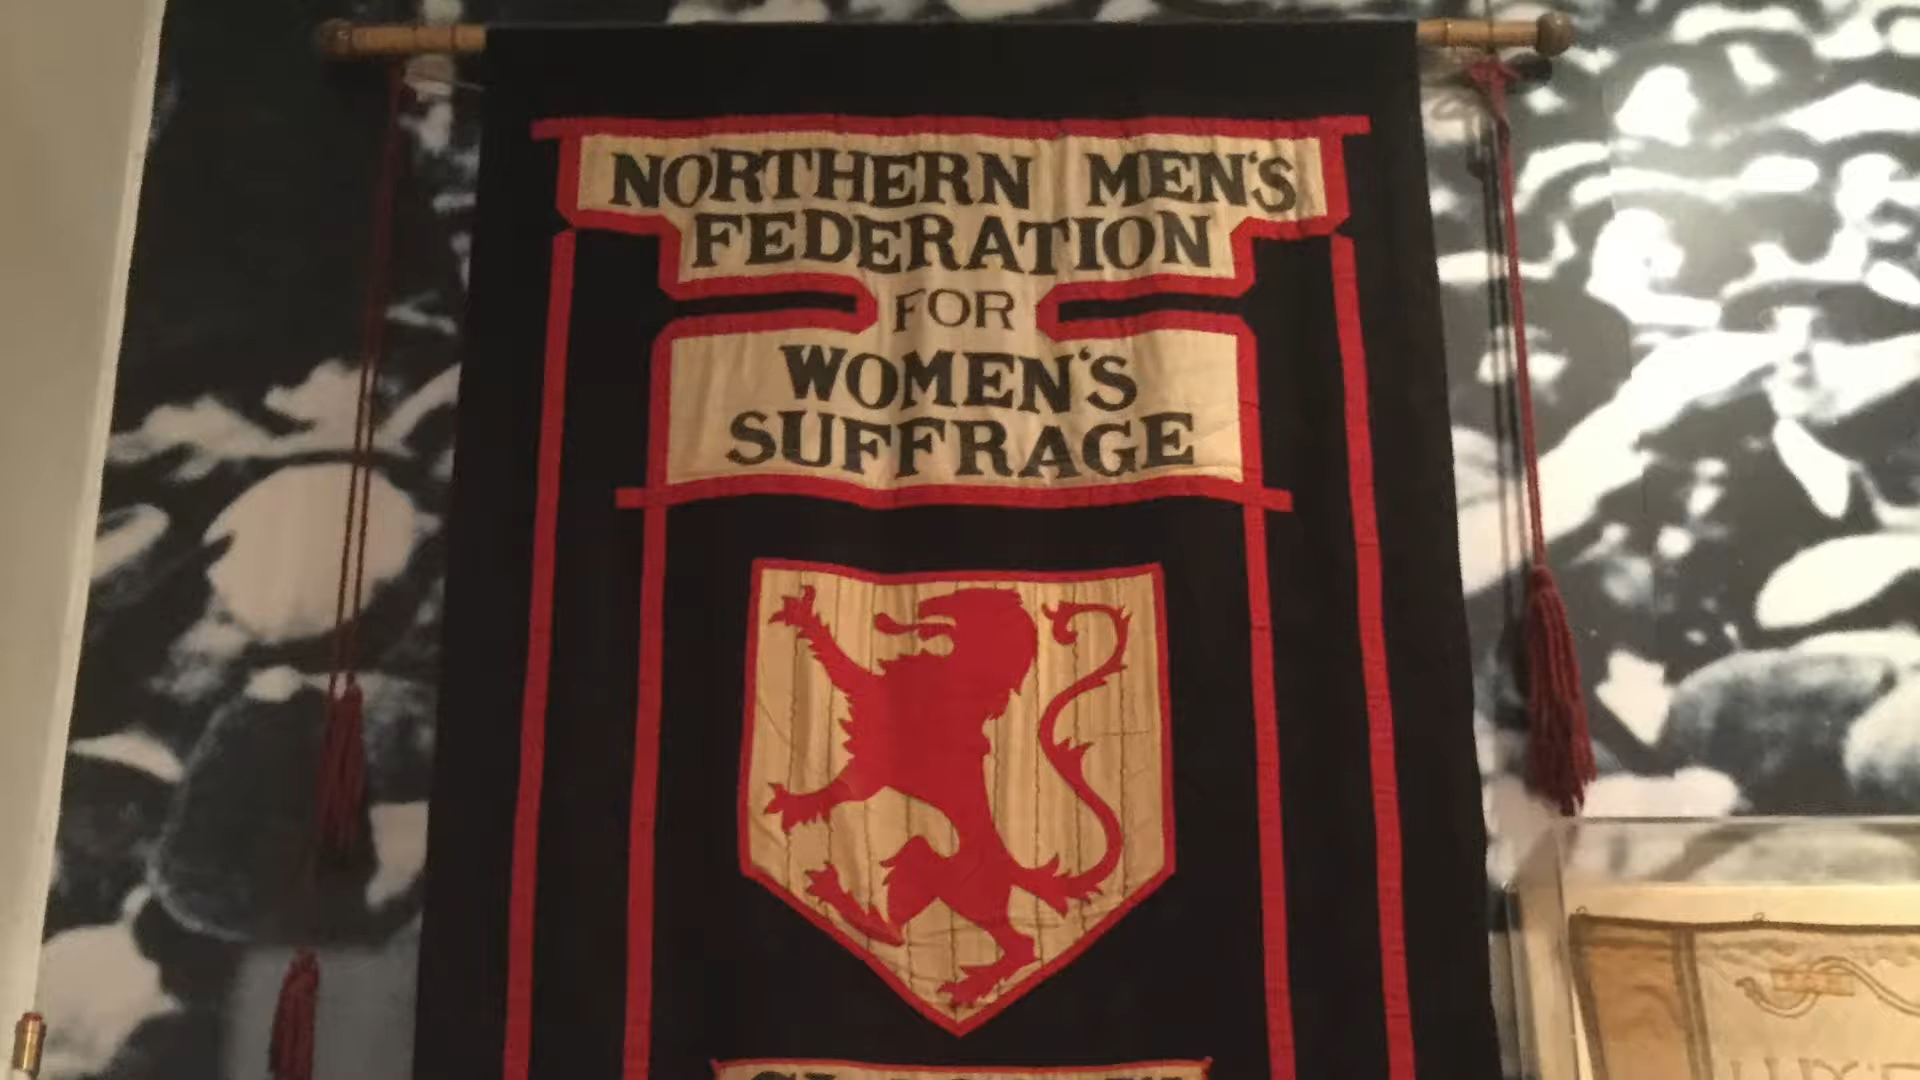 NORTHERN MEN'S
FEDERATION
FOR
WOMEN'S
SUFFRAGE